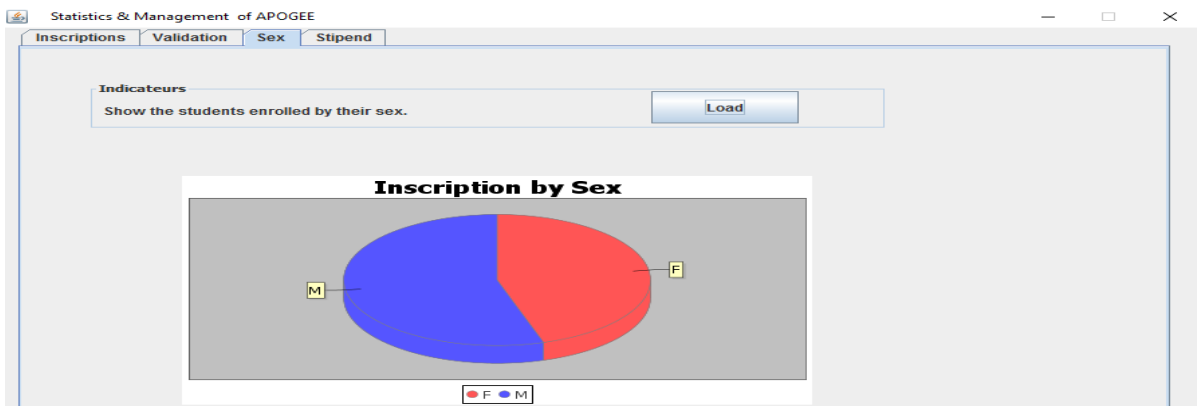 Statistics & Management of APOGEE
Inscriptions Validation Sex Stipend
Indicateurs
Show the students enrolled by their sex.
Load
Inscription by Sex
F
M
F M